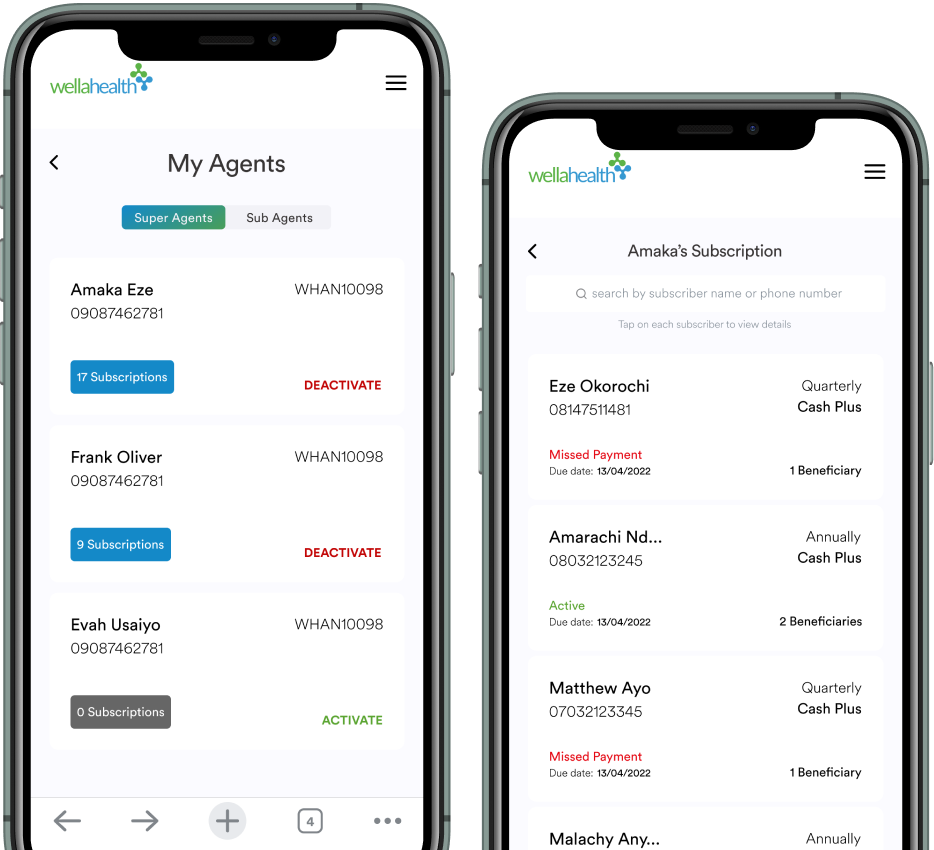 wellahealth
My Agents
Super Agents Sub Agents
Amaka Eze WHAN10098
09087462781
17 Subscriptions DEACTIVATE
Frank Oliver WHAN10098
09087462781
9 Subscriptions DEACTIVATE
Evah Usaiyo WHAN10098
09087462781
0 Subscriptions ACTIVATE
4
wellahealth
Amaka’s Subscription
search by subscriber name or phone number
Tap on each subscriber to view details
Eze Okorochi Quarterly
08147511481 Cash Plus
Missed Payment
Due date: 13/04/2022 1 Beneficiary
Amarachi Nd... Annually
08032123245 Cash Plus
Active
Due date: 13/04/2022 2 Beneficiaries
Matthew Ayo Quarterly
07032123345 Cash Plus
Missed Payment
Due date: 13/04/2022 1 Beneficiary
Malachy Any... Annually